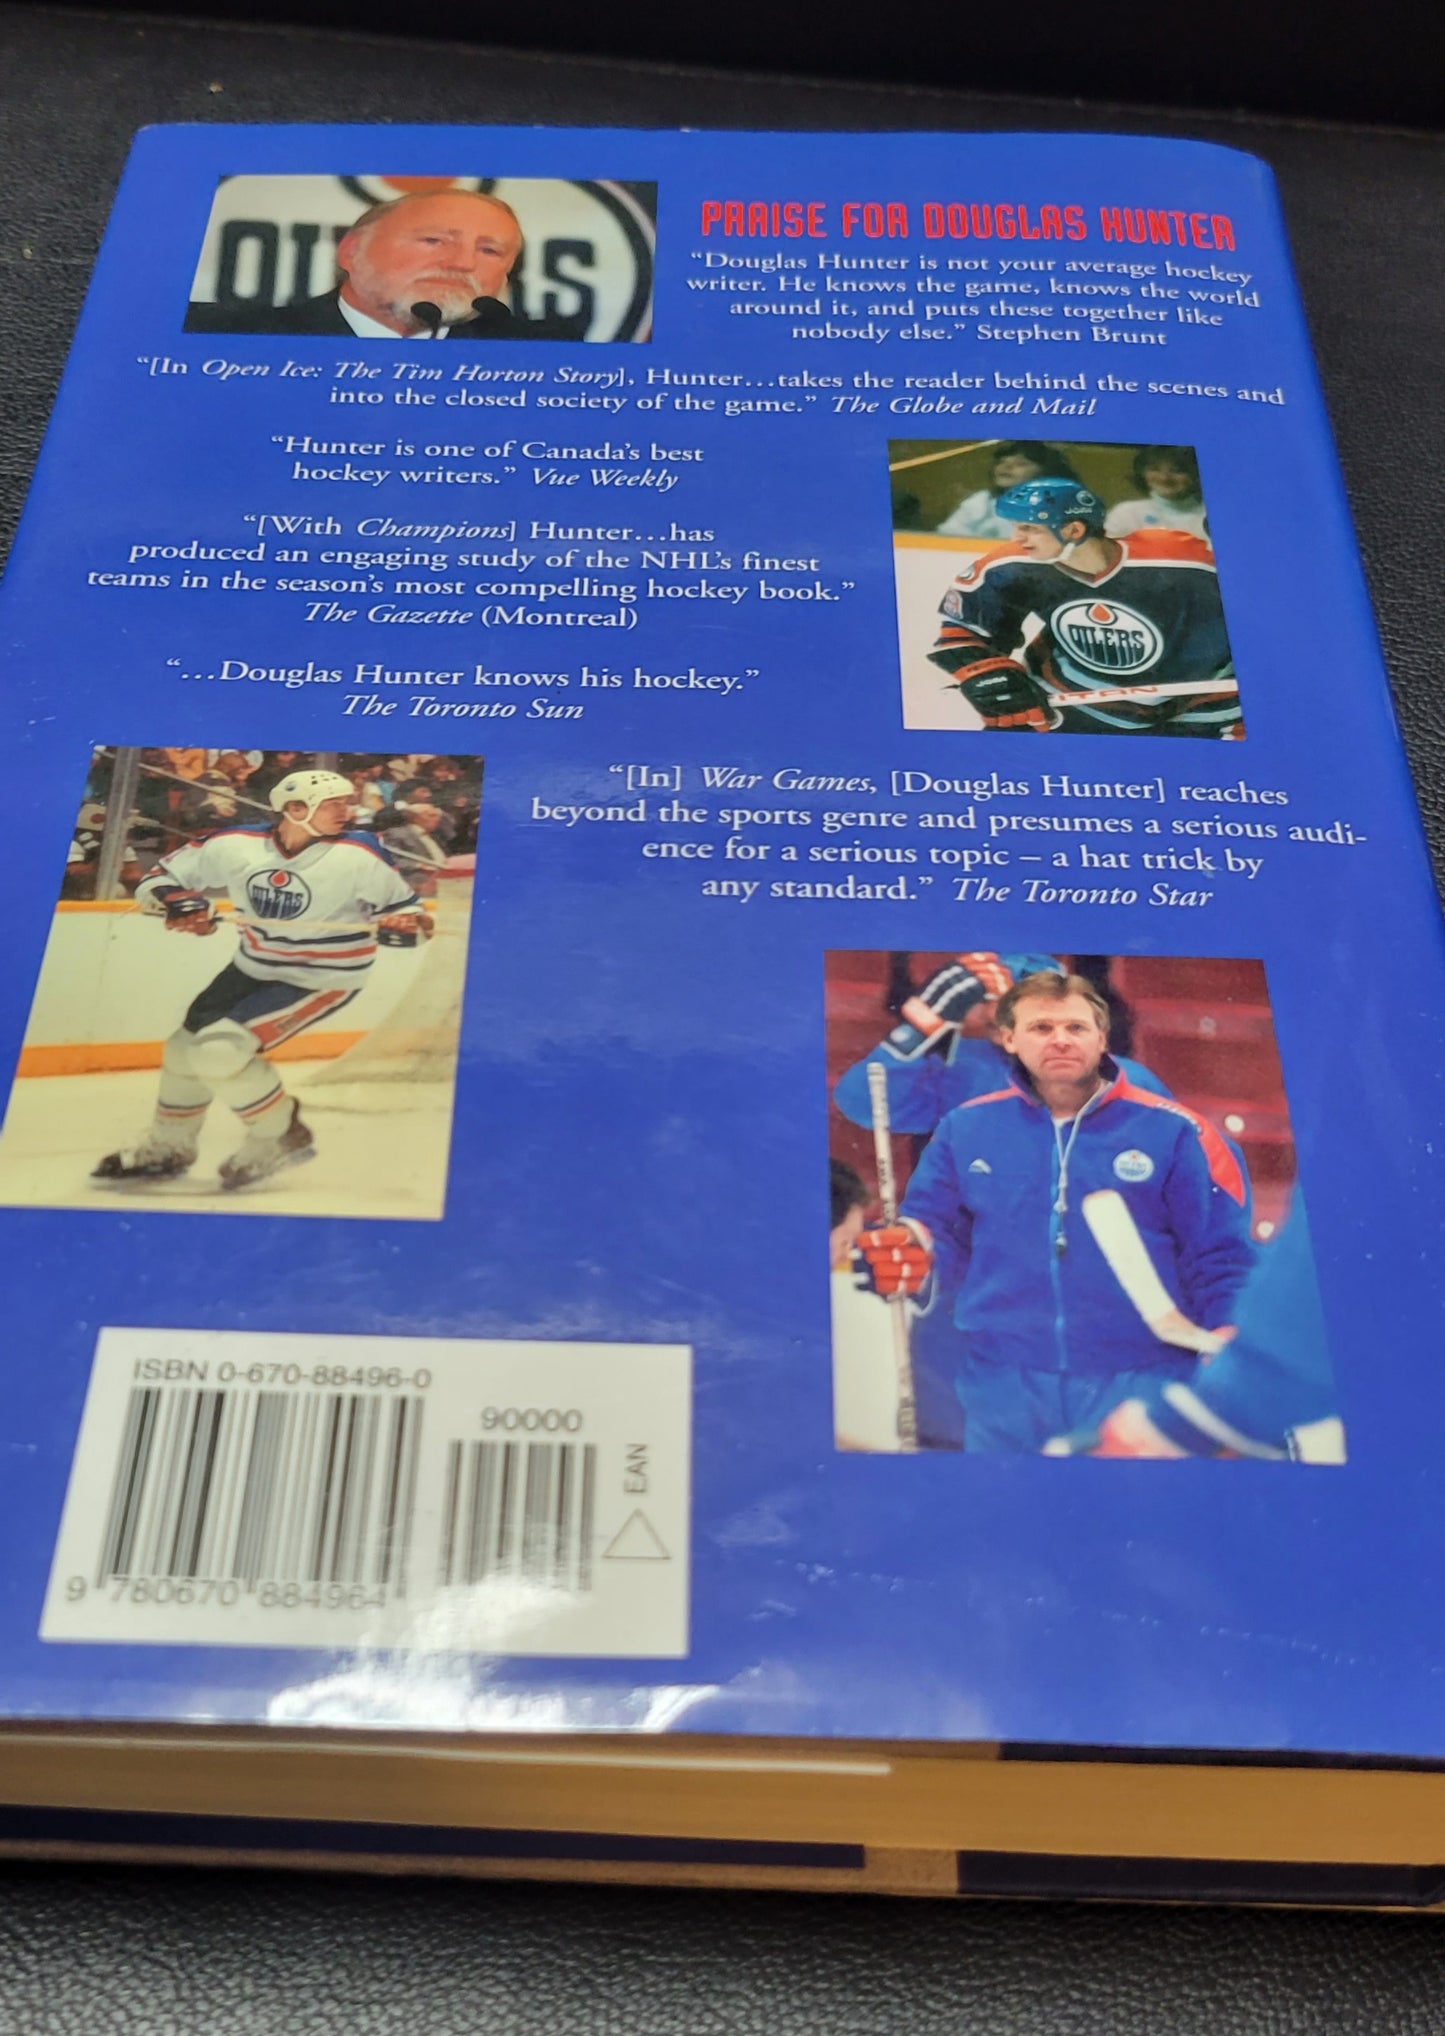 OILERS
PRAISE FOR DOUGLAS HUNTER
“Douglas Hunter is not your average hockey
writer. He knows the game, knows the world
around it, and puts these together like
nobody else.” Stephen Brunt
“[In Open Ice: The Tim Horton Story], Hunter...takes the reader behind the scenes and
into the closed society of the game.” The Globe and Mail
“Hunter is one of Canada’s best
hockey writers.” Vue Weekly
“[With Champions] Hunter...has
produced an engaging study of the NHL’s finest
teams in the season’s most compelling hockey book.”
The Gazette (Montreal)
JOFA
OILERS
TITAN
“...Douglas Hunter knows his hockey.”
The Toronto Sun
OILERS
“[In] War Games, [Douglas Hunter] reaches
beyond the sports genre and presumes a serious audi-
ence for a serious topic – a hat trick by
any standard.” The Toronto Star
ISBN 0-670-88496-0
90000
EAN
9 780670 884964